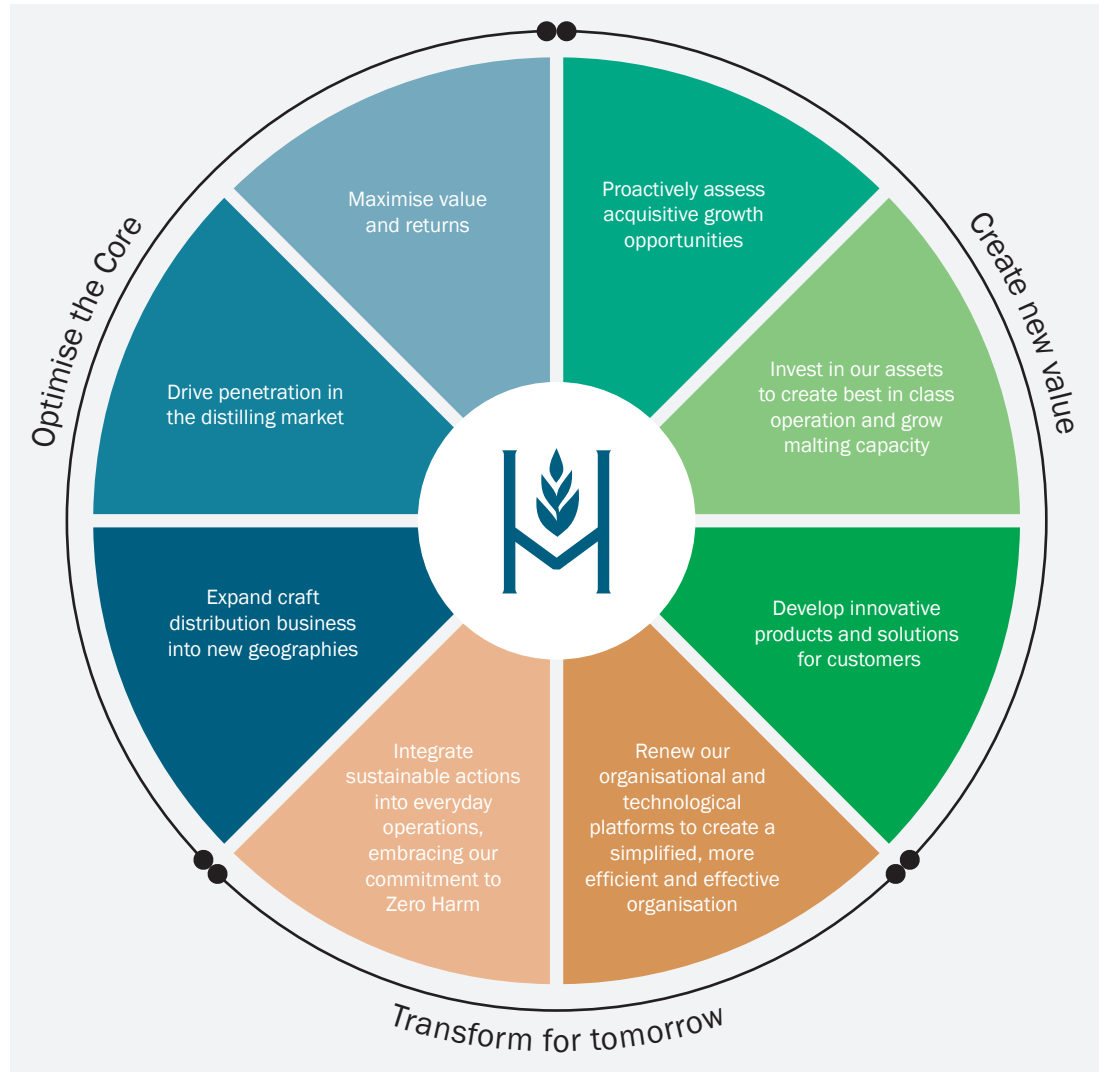 Optimise the Core
Create new value
Transform for tomorrow
Maximise value
and returns
Proactively assess
acquisitive growth
opportunities
Invest in our assets
to create best in class
operation and grow
malting capacity
Develop innovative
products and solutions
for customers
Renew our
organisational and
technological
platforms to create a
simplified, more
efficient and effective
organisation
Integrate
sustainable actions
into everyday
operations,
embracing our
commitment to
Zero Harm
Expand craft
distribution business
into new geographies
Drive penetration in
the distilling market